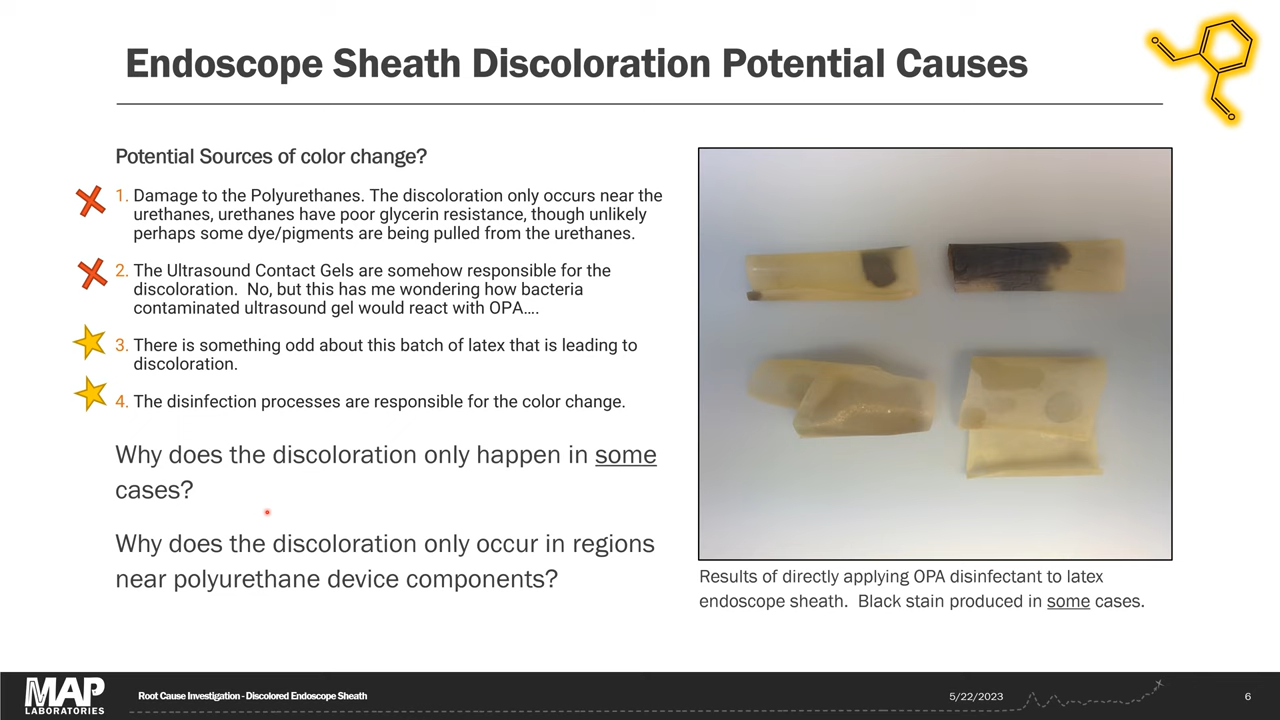 Endoscope Sheath Discoloration Potential Causes
Potential Sources of color change?
1. Damage to the Polyurethanes. The discoloration only occurs near the
urethanes, urethanes have poor glycerin resistance, though unlikely
perhaps some dye/pigments are being pulled from the urethanes.
2. The Ultrasound Contact Gels are somehow responsible for the
discoloration.  No, but this has me wondering how bacteria
contaminated ultrasound gel would react with OPA....
3. There is something odd about this batch of latex that is leading to
discoloration.
4. The disinfection processes are responsible for the color change.
Why does the discoloration only happen in some
cases?
Why does the discoloration only occur in regions
near polyurethane device components?
O
O
Results of directly applying OPA disinfectant to latex
endoscope sheath.  Black stain produced in some cases.
MAP
LABORATORIES
Root Cause Investigation - Discolored Endoscope Sheath
5/22/2023
6